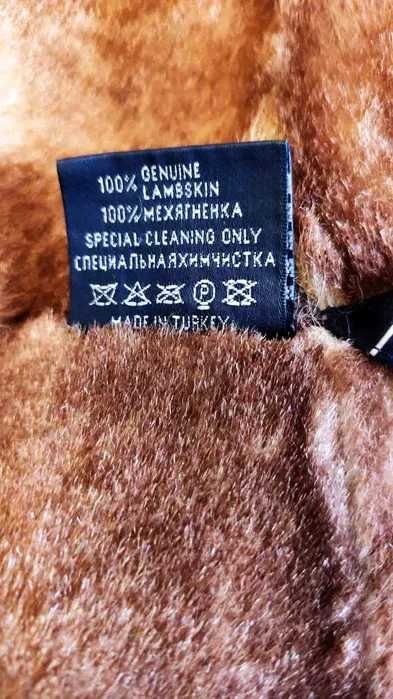 100% GENUINE
LAMBSKIN
100% МЕХЯГНЕНКА
SPECIAL CLEANING ONLY
СПЕЦИАЛЬНАЯХИМЧИСТКА
P
MADE IN TURKEY